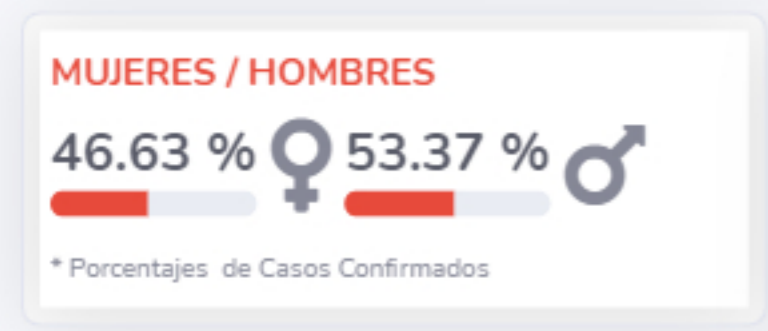 MUJERES / HOMBRES
46.63 % 53.37 %
* Porcentajes de Casos Confirmados